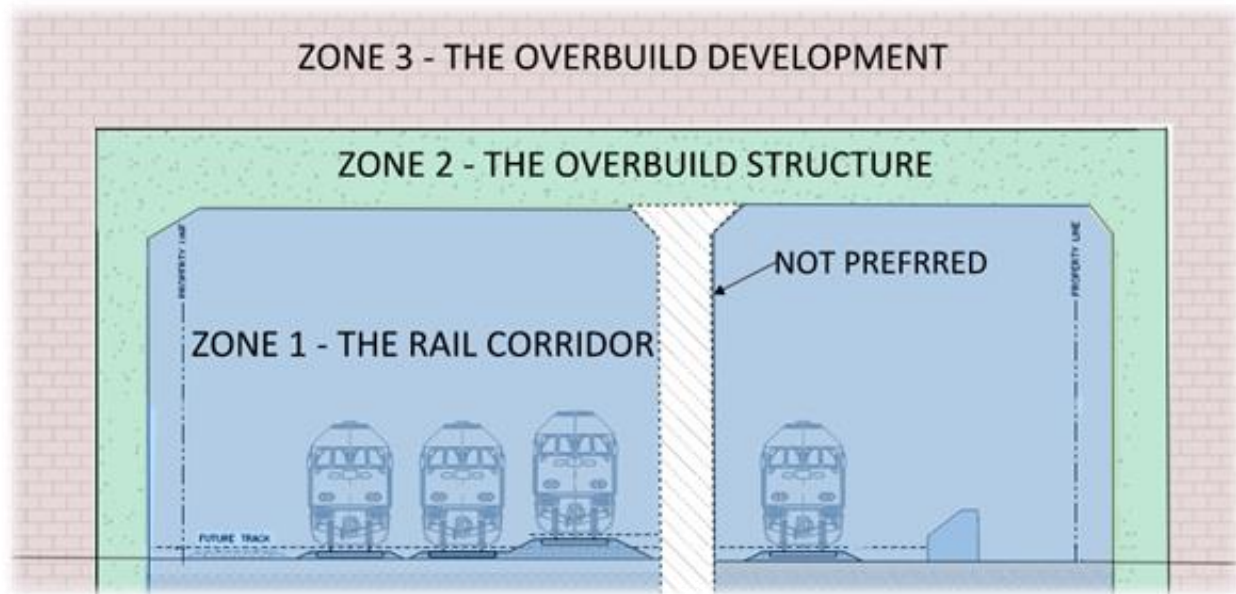 ZONE 3 - THE OVERBUILD DEVELOPMENT
ZONE 2 - THE OVERBUILD STRUCTURE
PROPERTY LINE
PROPERTY LINE
NOT PREFRRED
ZONE 1 - THE RAIL CORRIDOR
FUTURE TRACK